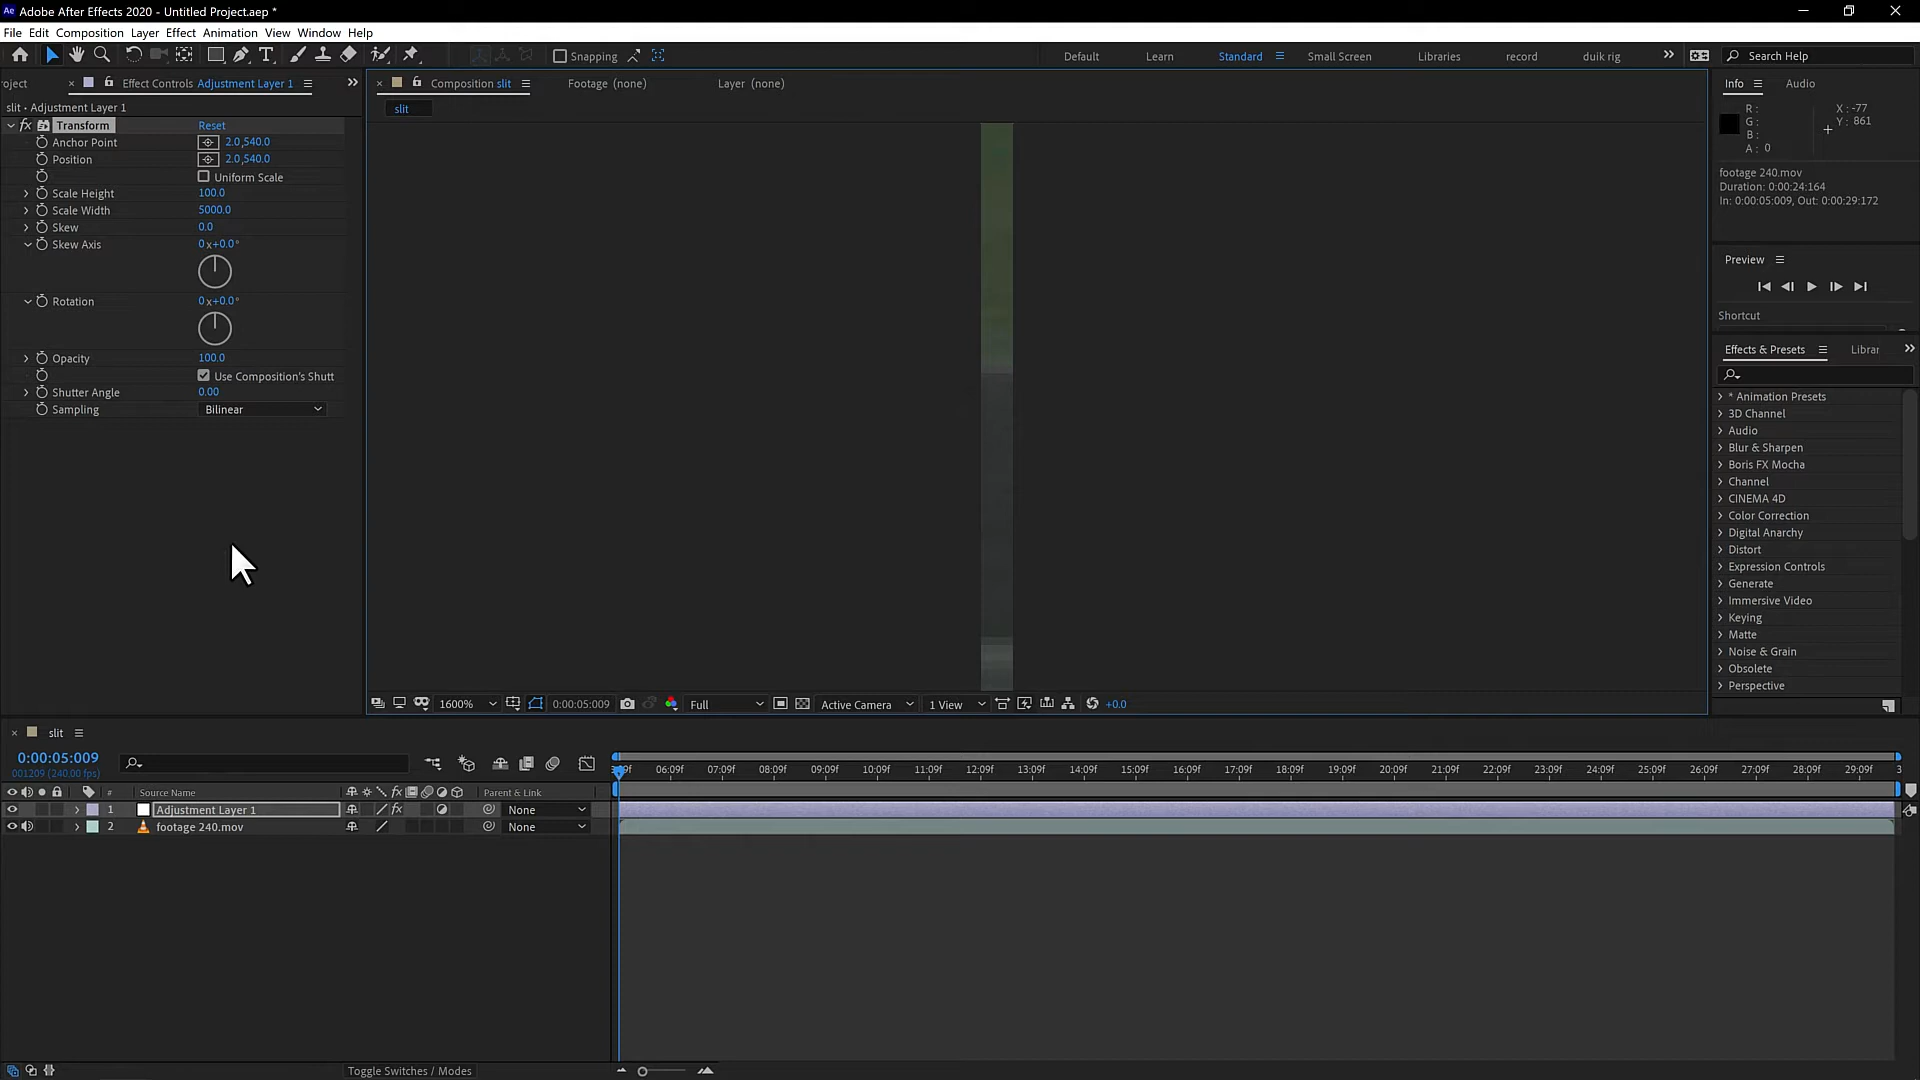 Ae Adobe After Effects 2020 - Untitled Project.aep *
File Edit Composition Layer Effect Animation View Window Help
Snapping
Default Learn Standard Small Screen Libraries record duik rig
Search Help
oject
Effect Controls Adjustment Layer 1
slit • Adjustment Layer 1
fx Transform Reset
Anchor Point 2.0,540.0
Position 2.0,540.0
Uniform Scale
Scale Height 100.0
Scale Width 5000.0
Skew 0.0
Skew Axis 0x+0.0°
Rotation 0x+0.0°
Opacity 100.0
Use Composition's Shutt
Shutter Angle 0.00
Sampling Bilinear
Composition slit Footage (none) Layer (none)
slit
1600% 0:00:05:009 Full Active Camera 1 View +0.0
Info Audio
R :
G :
B :
A : 0
X : -77
Y : 861
footage 240.mov
Duration: 0:00:24:164
In: 0:00:05:009, Out: 0:00:29:172
Preview
Shortcut
Effects & Presets Librar
* Animation Presets
3D Channel
Audio
Blur & Sharpen
Boris FX Mocha
Channel
CINEMA 4D
Color Correction
Digital Anarchy
Distort
Expression Controls
Generate
Immersive Video
Keying
Matte
Noise & Grain
Obsolete
Perspective
slit
0:00:05:009
001209 (240.00 fps)
06:09f 07:09f 08:09f 09:09f 10:09f 11:09f 12:09f 13:09f 14:09f 15:09f 16:09f 17:09f 18:09f 19:09f 20:09f 21:09f 22:09f 23:09f 24:09f 25:09f 26:09f 27:09f 28:09f 29:09f 3
# Source Name fx Parent & Link
1 Adjustment Layer 1 fx None
2 footage 240.mov None
Toggle Switches / Modes